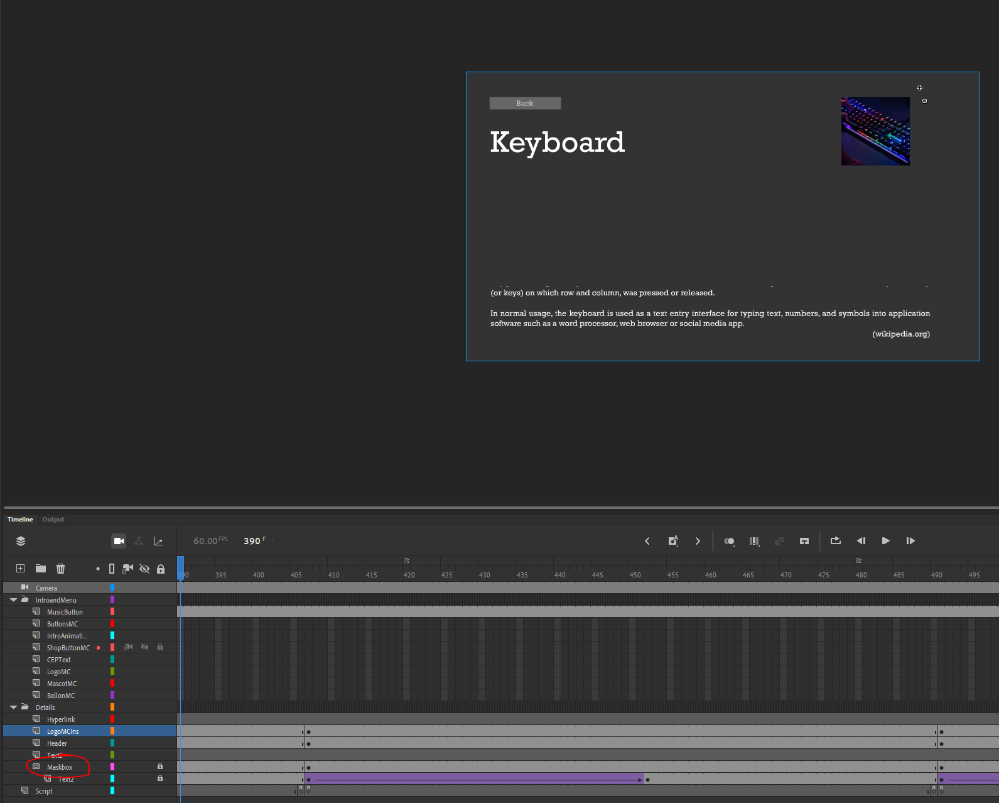 Back
Keyboard
(or keys) on which row and column, was pressed or released.
In normal usage, the keyboard is used as a text entry interface for typing text, numbers, and symbols into application
software such as a word processor, web browser or social media app.
(wikipedia.org)
Timeline Output
60.00 FPS 390 F
7s 8s
390 395 400 405 410 415 420 425 430 435 440 445 450 455 460 465 470 475 480 485 490 495
Camera
IntroandMenu
MusicButton
ButtonsMC
IntroAnimati...
ShopButtonMC
CEPText
LogoMC
MascotMC
BallonMC
Details
Hyperlink
LogoMCIns
Header
Text2
Maskbox
Text2
Script